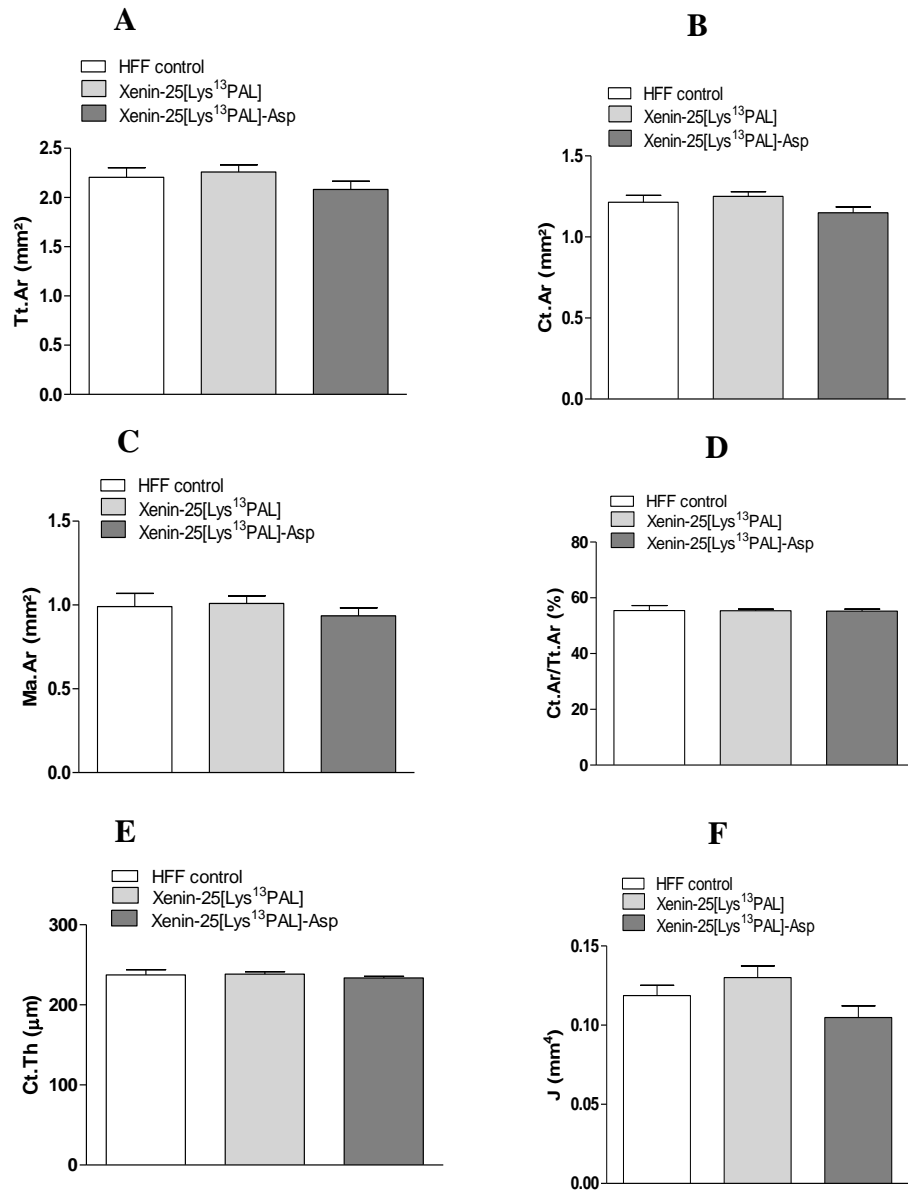 A
HFF control
Xenin-25[Lys¹³PAL]
Xenin-25[Lys¹³PAL]-Asp
2.5
2.0
1.5
1.0
0.5
0.0
Tt.Ar (mm²)
B
HFF control
Xenin-25[Lys¹³PAL]
Xenin-25[Lys¹³PAL]-Asp
1.5
1.0
0.5
0.0
Ct.Ar (mm²)
C
HFF control
Xenin-25[Lys¹³PAL]
Xenin-25[Lys¹³PAL]-Asp
1.5
1.0
0.5
0.0
Ma.Ar (mm²)
D
HFF control
Xenin-25[Lys¹³PAL]
Xenin-25[Lys¹³PAL]-Asp
80
60
40
20
0
Ct.Ar/Tt.Ar (%)
E
HFF control
Xenin-25[Lys¹³PAL]
Xenin-25[Lys¹³PAL]-Asp
300
200
100
0
Ct.Th (μm)
F
HFF control
Xenin-25[Lys¹³PAL]
Xenin-25[Lys¹³PAL]-Asp
0.15
0.10
0.05
0.00
J (mm⁴)